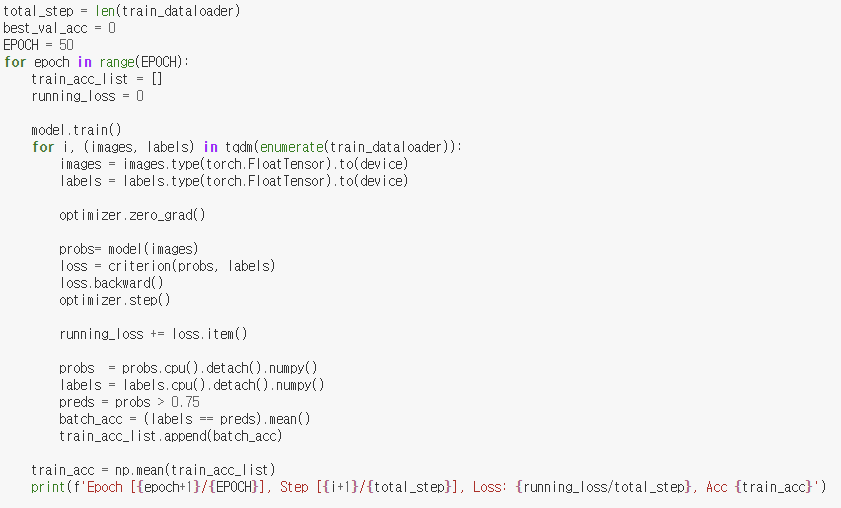 total_step = len(train_dataloader)
best_val_acc = 0
EPOCH = 50
for epoch in range(EPOCH):
    train_acc_list = []
    running_loss = 0

    model.train()
    for i, (images, labels) in tqdm(enumerate(train_dataloader)):
        images = images.type(torch.FloatTensor).to(device)
        labels = labels.type(torch.FloatTensor).to(device)

        optimizer.zero_grad()

        probs= model(images)
        loss = criterion(probs, labels)
        loss.backward()
        optimizer.step()

        running_loss += loss.item()

        probs  = probs.cpu().detach().numpy()
        labels = labels.cpu().detach().numpy()
        preds = probs > 0.75
        batch_acc = (labels == preds).mean()
        train_acc_list.append(batch_acc)

    train_acc = np.mean(train_acc_list)
    print(f'Epoch [{epoch+1}/{EPOCH}], Step [{i+1}/{total_step}], Loss: {running_loss/total_step}, Acc {train_acc}')